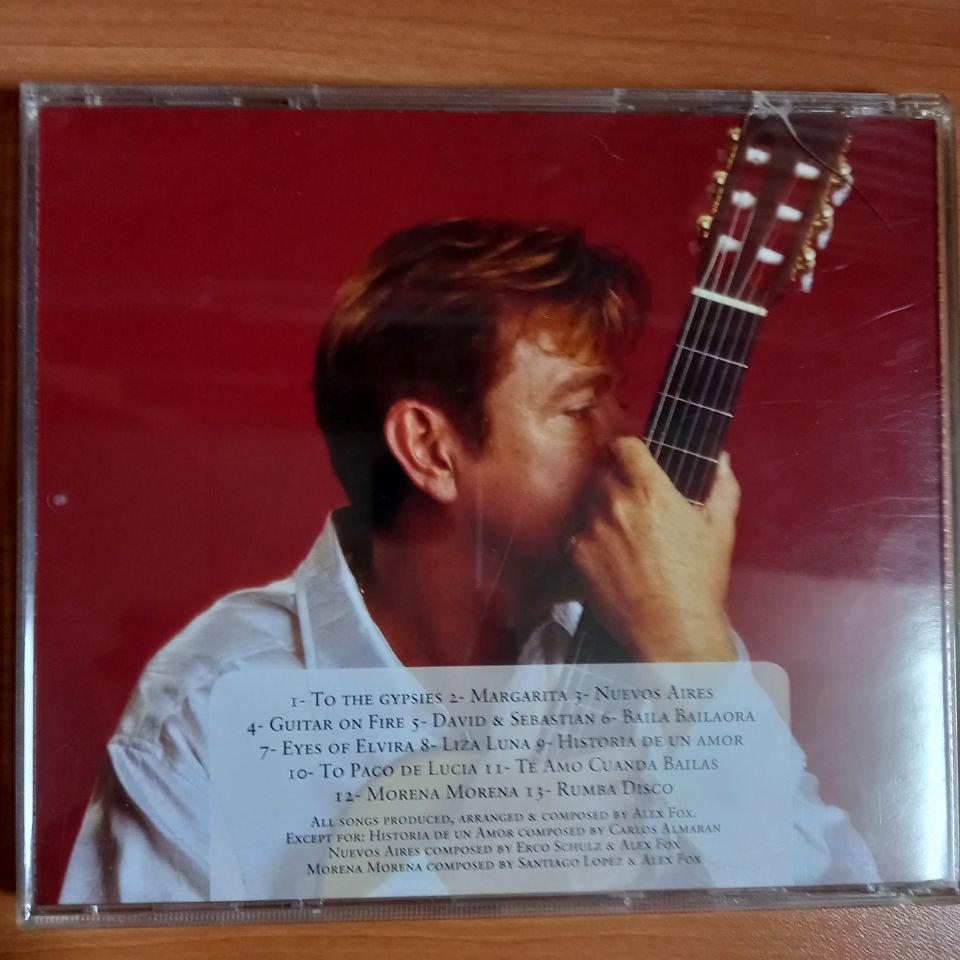 1- To the gypsies 2- Margarita 3- Nuevos Aires
4- Guitar on Fire 5- David & Sebastian 6- Baila Bailaora
7- Eyes of Elvira 8- Liza Luna 9- Historia de un amor
10- To Paco de Lucia 11- Te Amo Cuanda Bailas
12- Morena Morena 13- Rumba Disco
All songs produced, arranged & composed by Alex Fox.
Except for: Historia de un Amor composed by Carlos Almaran
Nuevos Aires composed by Erco Schulz & Alex Fox
Morena Morena composed by Santiago Lopez & Alex Fox